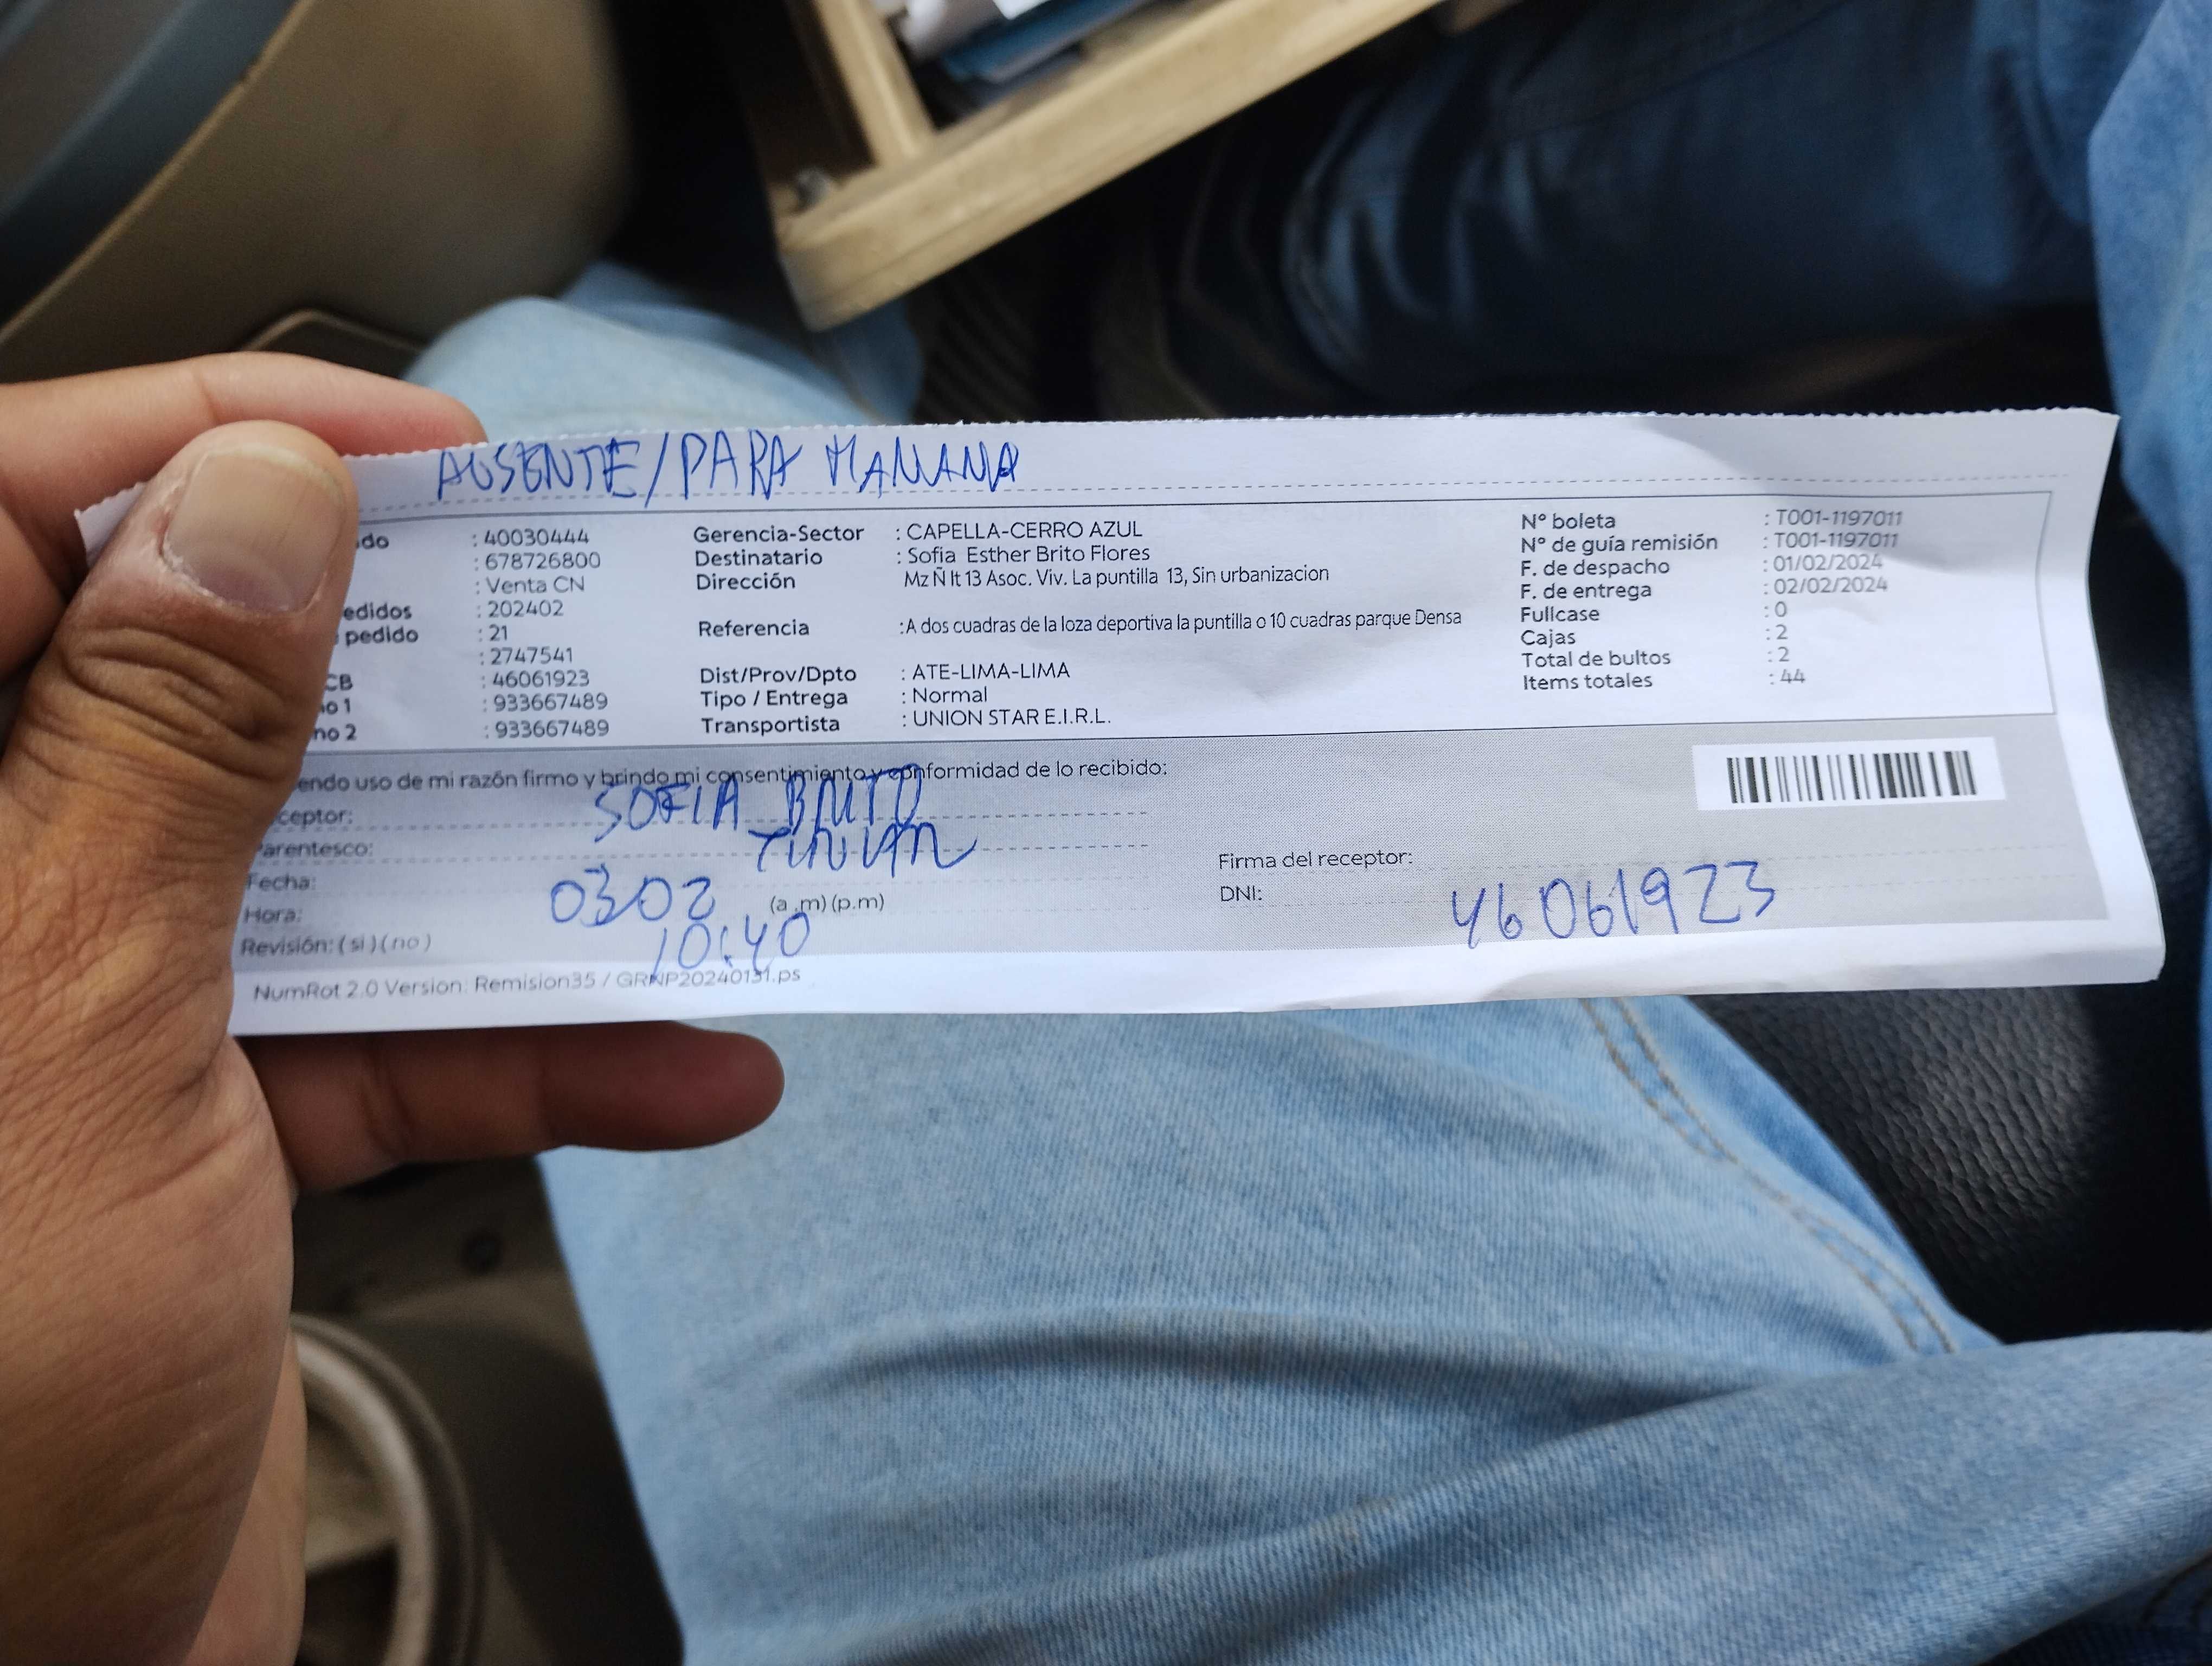 AUSENTE/PARA MAÑANA
do : 40030444
: 678726800
: Venta CN
edidos : 202402
pedido : 21
: 2747541
CB : 46061923
no 1 : 933667489
no 2 : 933667489
Gerencia-Sector : CAPELLA-CERRO AZUL
Destinatario : Sofia Esther Brito Flores
Dirección Mz Ñ lt 13 Asoc. Viv. La puntilla 13, Sin urbanizacion
Referencia :A dos cuadras de la loza deportiva la puntilla o 10 cuadras parque Densa
Dist/Prov/Dpto : ATE-LIMA-LIMA
Tipo / Entrega : Normal
Transportista : UNION STAR E.I.R.L.
N° boleta : T001-1197011
N° de guía remisión : T001-1197011
F. de despacho : 01/02/2024
F. de entrega : 02/02/2024
Fullcase : 0
Cajas : 2
Total de bultos : 2
Items totales : 44
endo uso de mi razón firmo y brindo mi consentimiento y conformidad de lo recibido:
ceptor: SOFIA BRITO
Parentesco:
Fecha: 0302
Hora: 10:40 (a .m) (p.m)
Revisión: ( si ) ( no )
Firma del receptor:
DNI: 46061923
NumRot 2.0 Version: Remision35 / GRNP20240131.ps